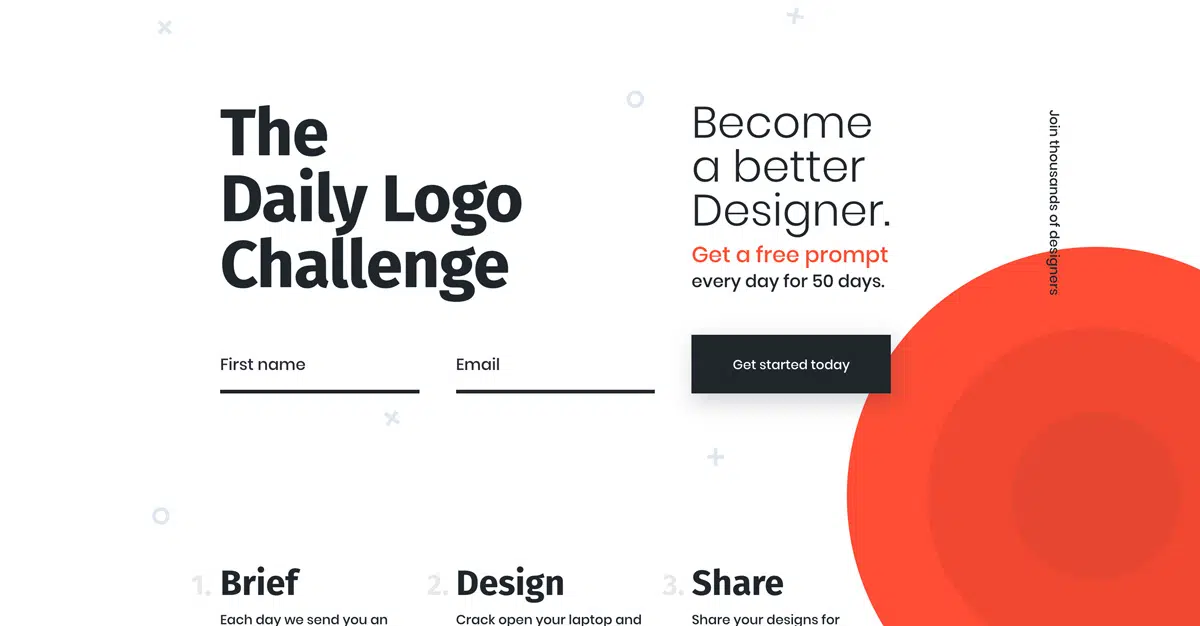 The
Daily Logo
Challenge
Become
a better
Designer.
Get a free prompt
every day for 50 days.
Join thousands of designers
First name
Email
Get started today
1. Brief
Each day we send you an
2. Design
Crack open your laptop and
3. Share
Share your designs for